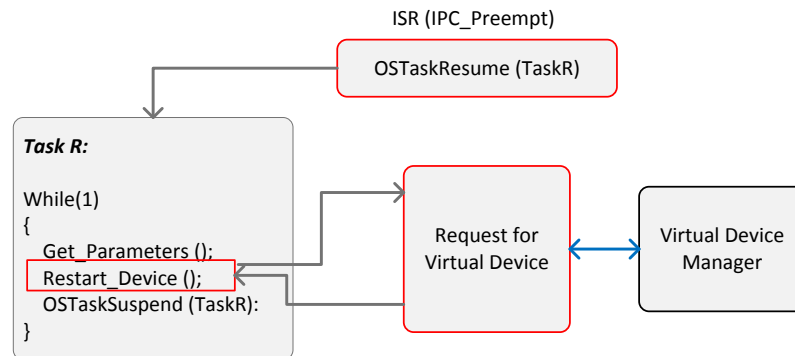 ISR (IPC_Preempt)
OSTaskResume (TaskR)
Task R:
While(1)
{
Get_Parameters ();
Restart_Device ();
OSTaskSuspend (TaskR):
}
Request for
Virtual Device
Virtual Device
Manager